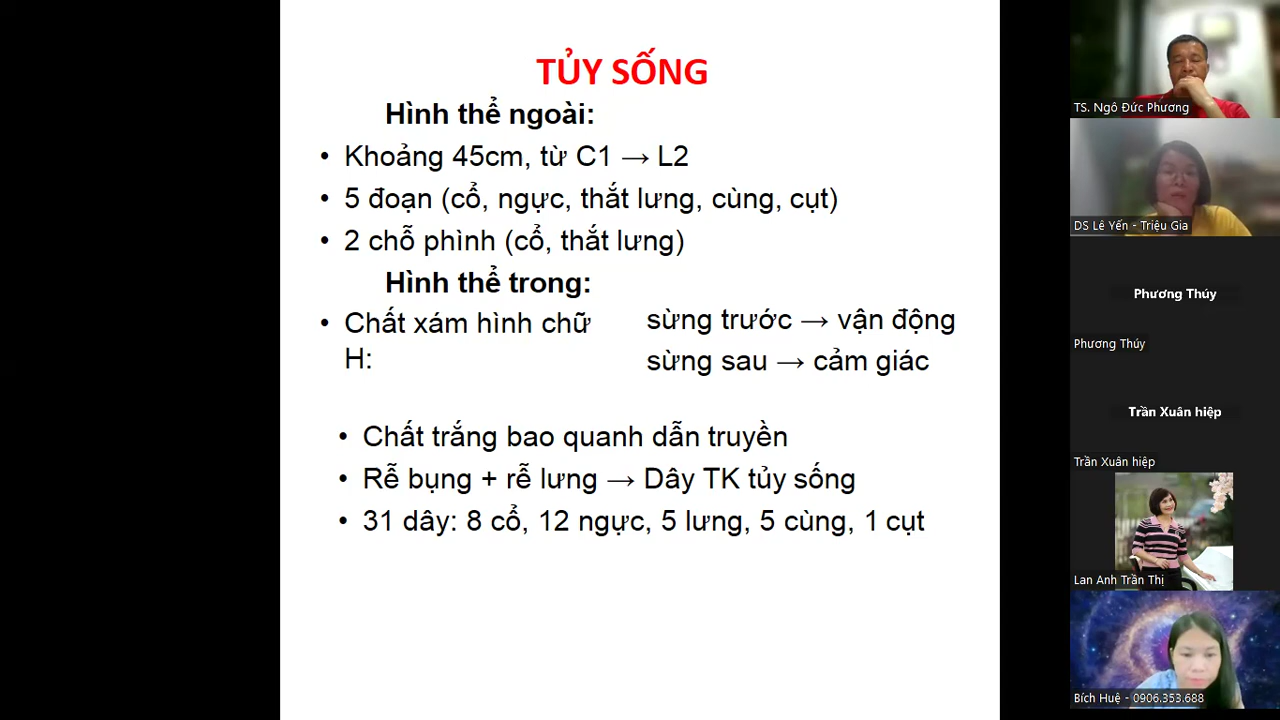 TỦY SỐNG
Hình thể ngoài:
• Khoảng 45cm, từ C1 → L2
• 5 đoạn (cổ, ngực, thắt lưng, cùng, cụt)
• 2 chỗ phình (cổ, thắt lưng)
Hình thể trong:
• Chất xám hình chữ
H:
sừng trước → vận động
sừng sau → cảm giác
• Chất trắng bao quanh dẫn truyền
• Rễ bụng + rễ lưng → Dây TK tủy sống
• 31 dây: 8 cổ, 12 ngực, 5 lưng, 5 cùng, 1 cụt
TS. Ngô Đức Phương
DS Lê Yến - Triệu Gia
Phương Thúy
Phương Thúy
Trần Xuân hiệp
Trần Xuân hiệp
Lan Anh Trần Thị
Bích Huệ - 0906.353.688